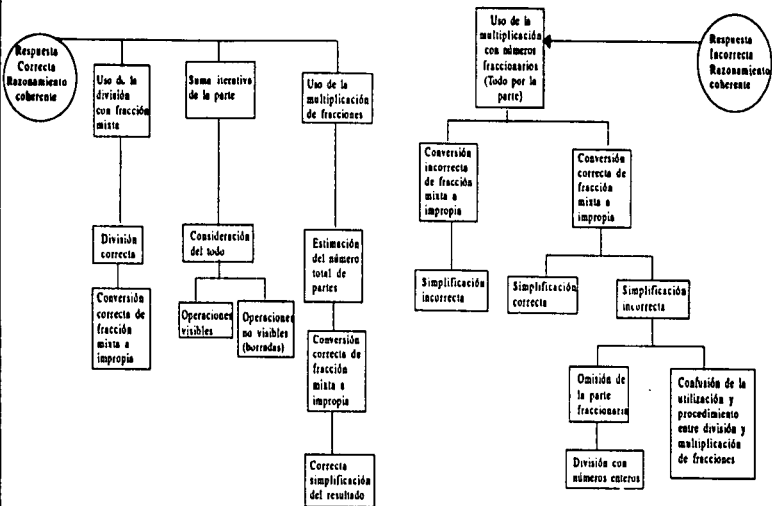 Respuesta
Correcta
Razonamiento
coherente
Uso de la
división
con fracción
mixta
División
correcta
Conversión
correcta de
fracción
mixta a
impropia
Suma iterativa
de la parte
Consideración
del todo
Operaciones
visibles
Operaciones
no visibles
(borradas)
Uso de la
multiplicación
de fracciones
Estimación
del número
total de
partes
Conversión
correcta de
fracción
mixta a
impropia
Correcta
simplificación
del resultado
Uso de la
multiplicación
con números
fraccionarios
(Todo por la
parte)
Respuesta
Incorrecta
Razonamiento
coherente
Conversión
incorrecta
de fracción
mixta a
impropia
Simplificación
incorrecta
Conversión
correcta de
fracción
mixta a
impropia
Simplificación
correcta
Simplificación
incorrecta
Omisión de
la parte
fraccionaria
División con
números enteros
Confusión de la
utilización y
procedimiento
entre división y
multiplicación
de fracciones